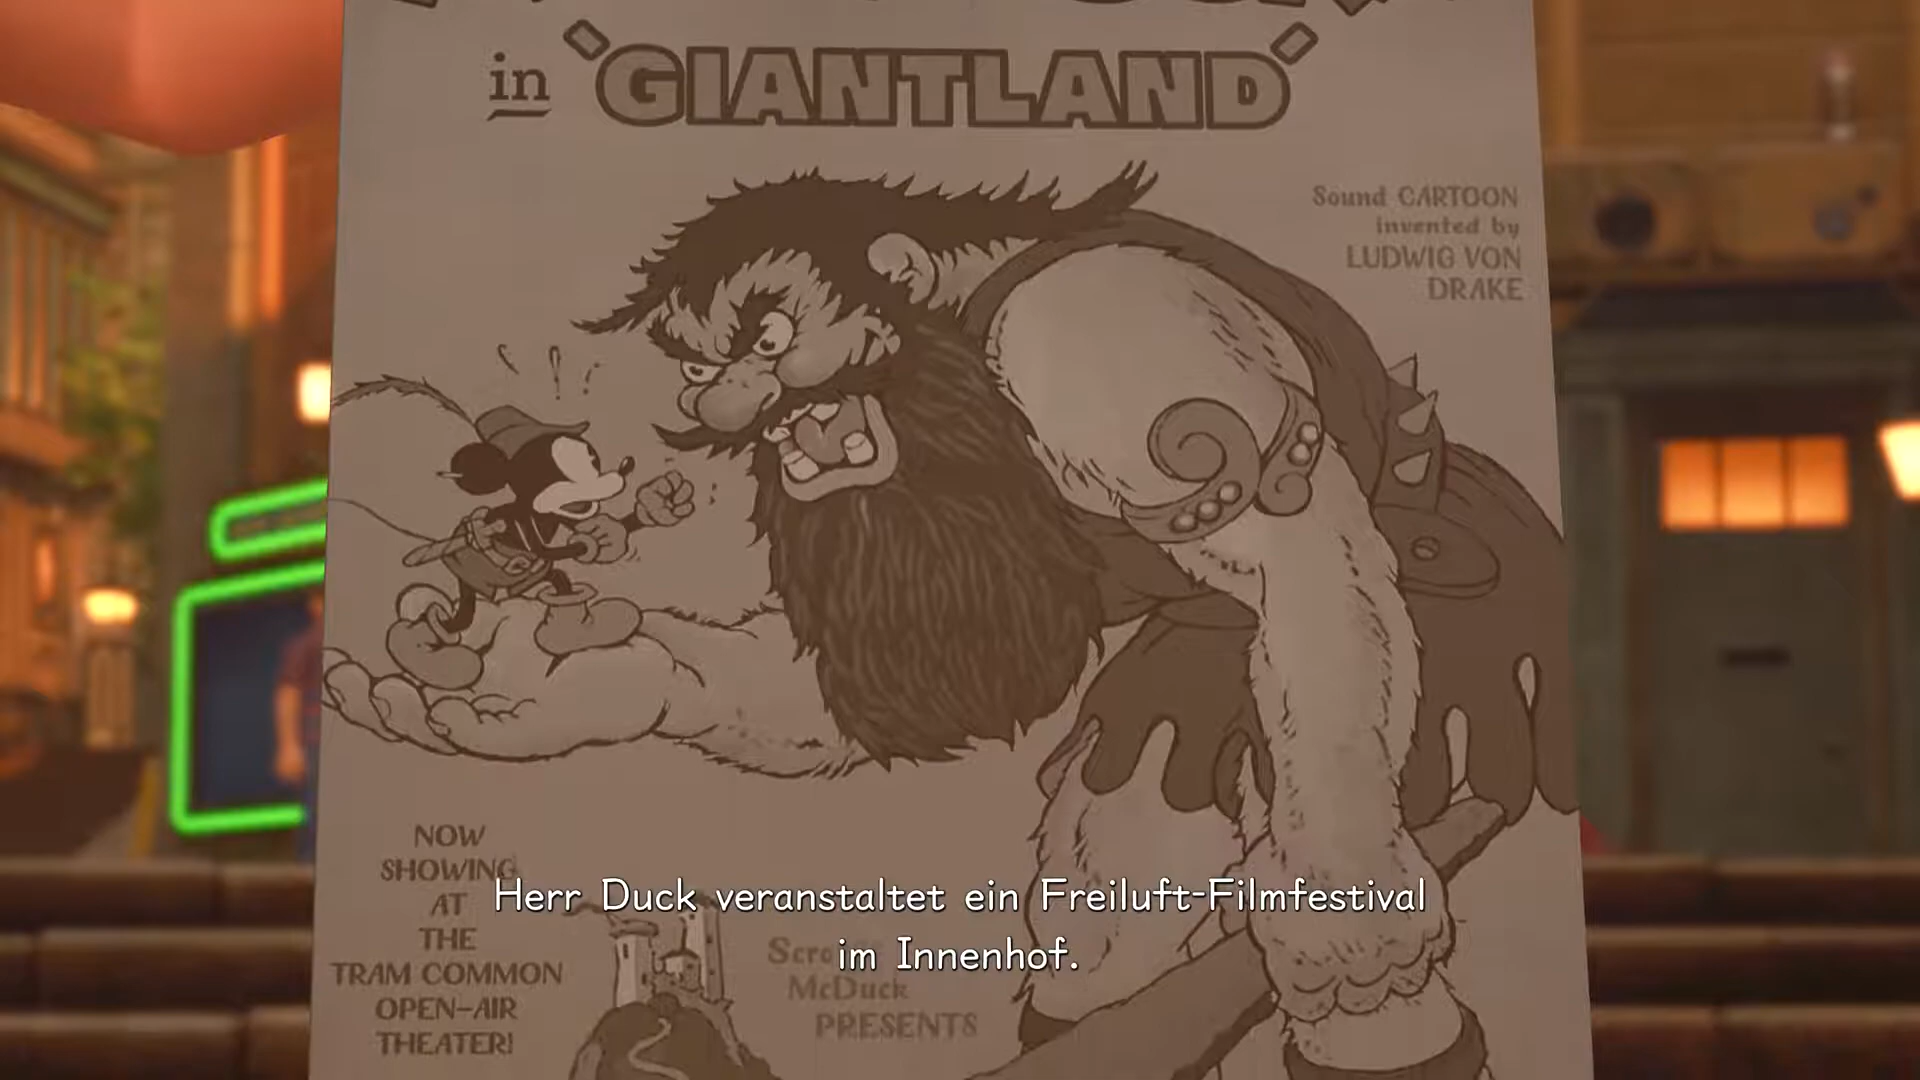 in 'GIANTLAND'
Sound CARTOON
invented by
LUDWIG VON
DRAKE
NOW
SHOWING
AT
THE
TRAM COMMON
OPEN-AIR
THEATER!
McDuck
PRESENTS
Herr Duck veranstaltet ein Freiluft-Filmfestival
im Innenhof.